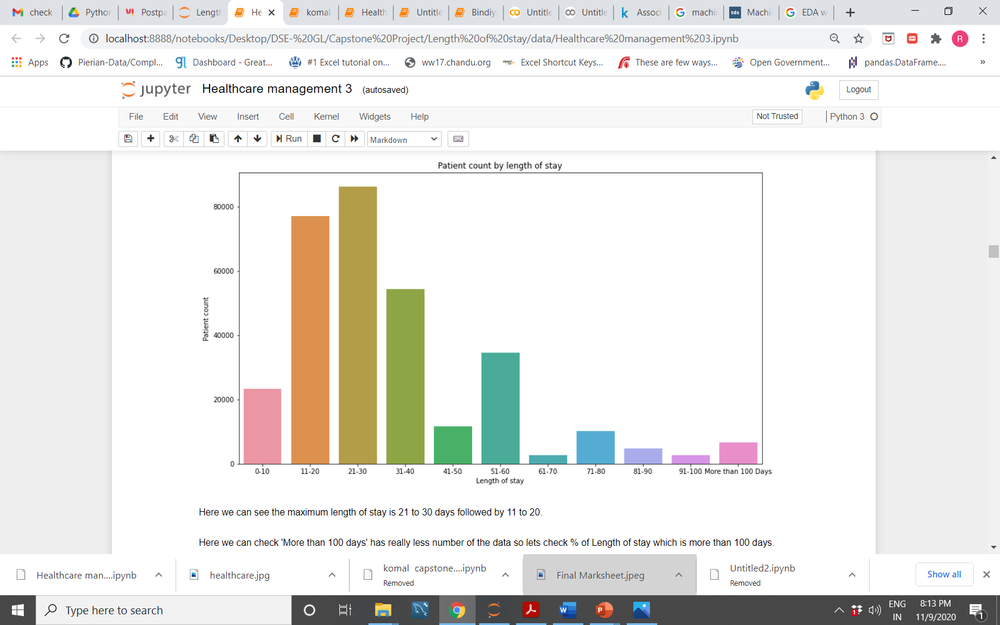 check
Python
Postpa
Length
He
komal
Health
Untitle
Bindiy
Untitle
Untitle
Associ
machin
tds
Machi
EDA w
localhost:8888/notebooks/Desktop/DSE-%20GL/Capstone%20Project/Length%20of%20stay/data/Healthcare%20management%203.ipynb
R
Apps
Pierian-Data/Compl...
Dashboard - Great...
#1 Excel tutorial on...
ww17.chandu.org
Excel Shortcut Keys...
These are few ways...
Open Government...
pandas.DataFrame....
»
jupyter Healthcare management 3 (autosaved)
Logout
File Edit View Insert Cell Kernel Widgets Help
Not Trusted
Python 3
Run
Markdown
Patient count by length of stay
80000
60000
40000
20000
0
Patient count
0-10 11-20 21-30 31-40 41-50 51-60 61-70 71-80 81-90 91-100 More than 100 Days
Length of stay
Here we can see the maximum length of stay is 21 to 30 days followed by 11 to 20.
Here we can check 'More than 100 days' has really less number of the data so lets check % of Length of stay which is more than 100 days.
Healthcare man....ipynb
healthcare.jpg
komal capstone....ipynb
Removed
Final Marksheet.jpeg
Untitled2.ipynb
Removed
Show all
Type here to search
W
P
1
ENG
IN
8:13 PM
11/9/2020
1